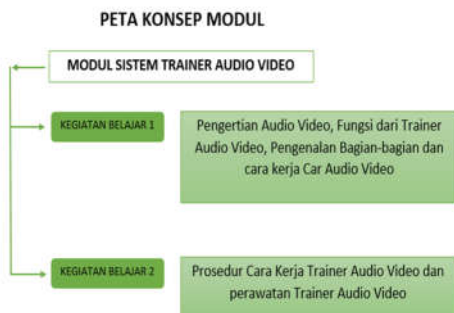 PETA KONSEP MODUL
MODUL SISTEM TRAINER AUDIO VIDEO
KEGIATAN BELAJAR 1
Pengertian Audio Video, Fungsi dari Trainer
Audio Video, Pengenalan Bagian-bagian dan
cara kerja Car Audio Video
KEGIATAN BELAJAR 2
Prosedur Cara Kerja Trainer Audio Video dan
perawatan Trainer Audio Video